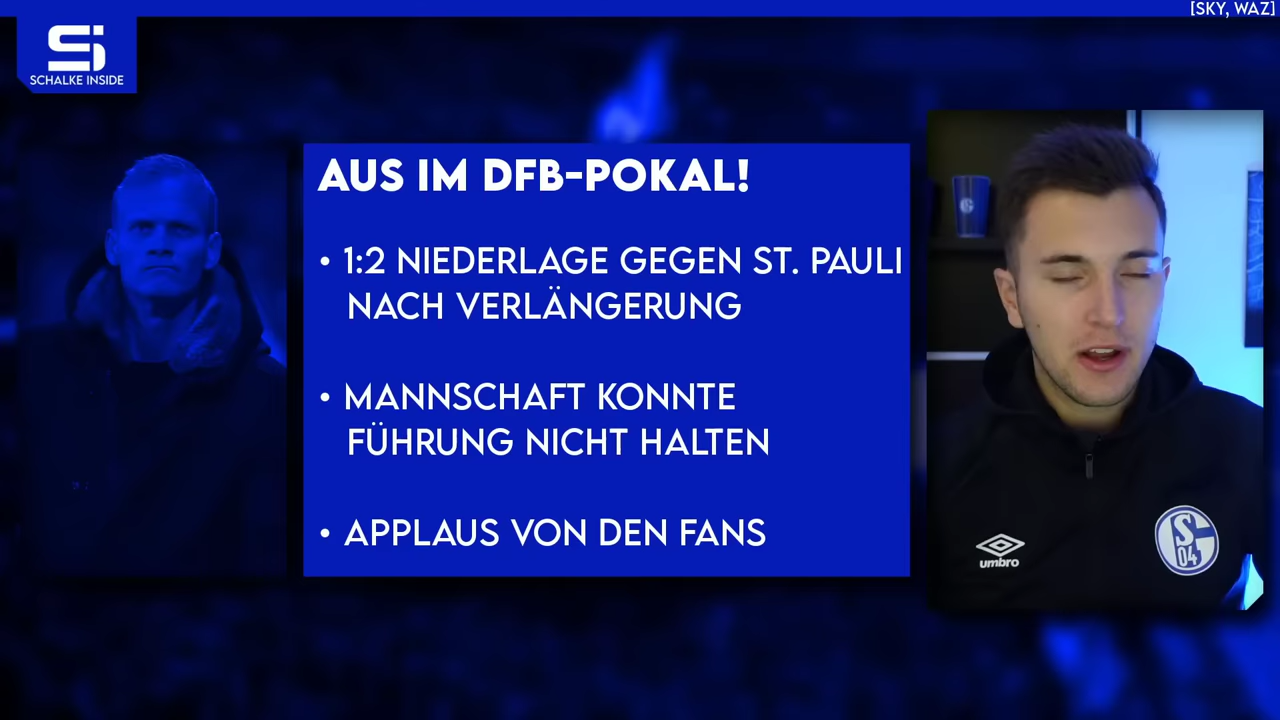 [SKY, WAZ]
SCHALKE INSIDE
AUS IM DFB-POKAL!
• 1:2 NIEDERLAGE GEGEN ST. PAULI
NACH VERLÄNGERUNG
• MANNSCHAFT KONNTE
FÜHRUNG NICHT HALTEN
• APPLAUS VON DEN FANS
umbro
S 04